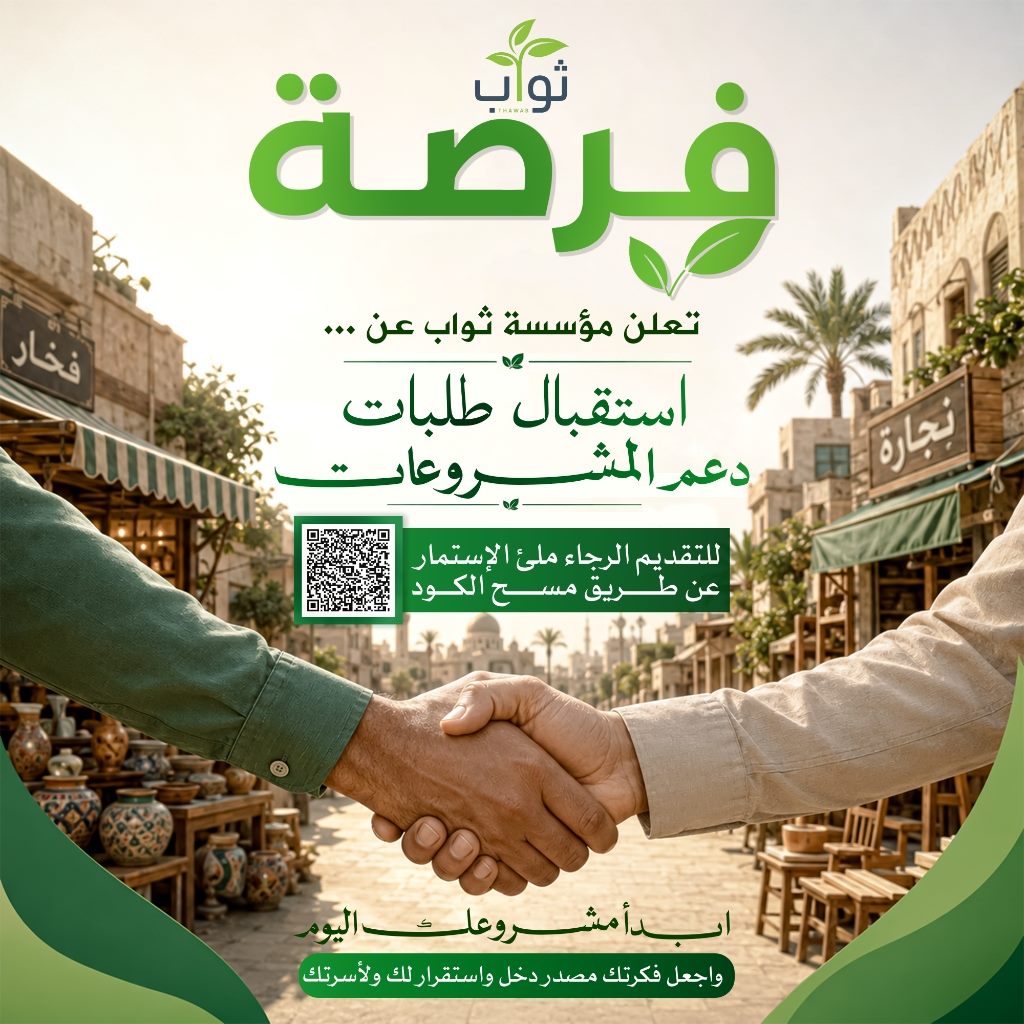 ثواب
THAWAB
فرصة
تعلن مؤسسة ثواب عن ...
استقبال طلبات
دعم المشروعات
للتقديم الرجاء ملئ الإستمار
عن طريق مسح الكود
فخار
نجارة
ابدأ مشروعك اليوم
واجعل فكرتك مصدر دخل واستقرار لك ولأسرتك